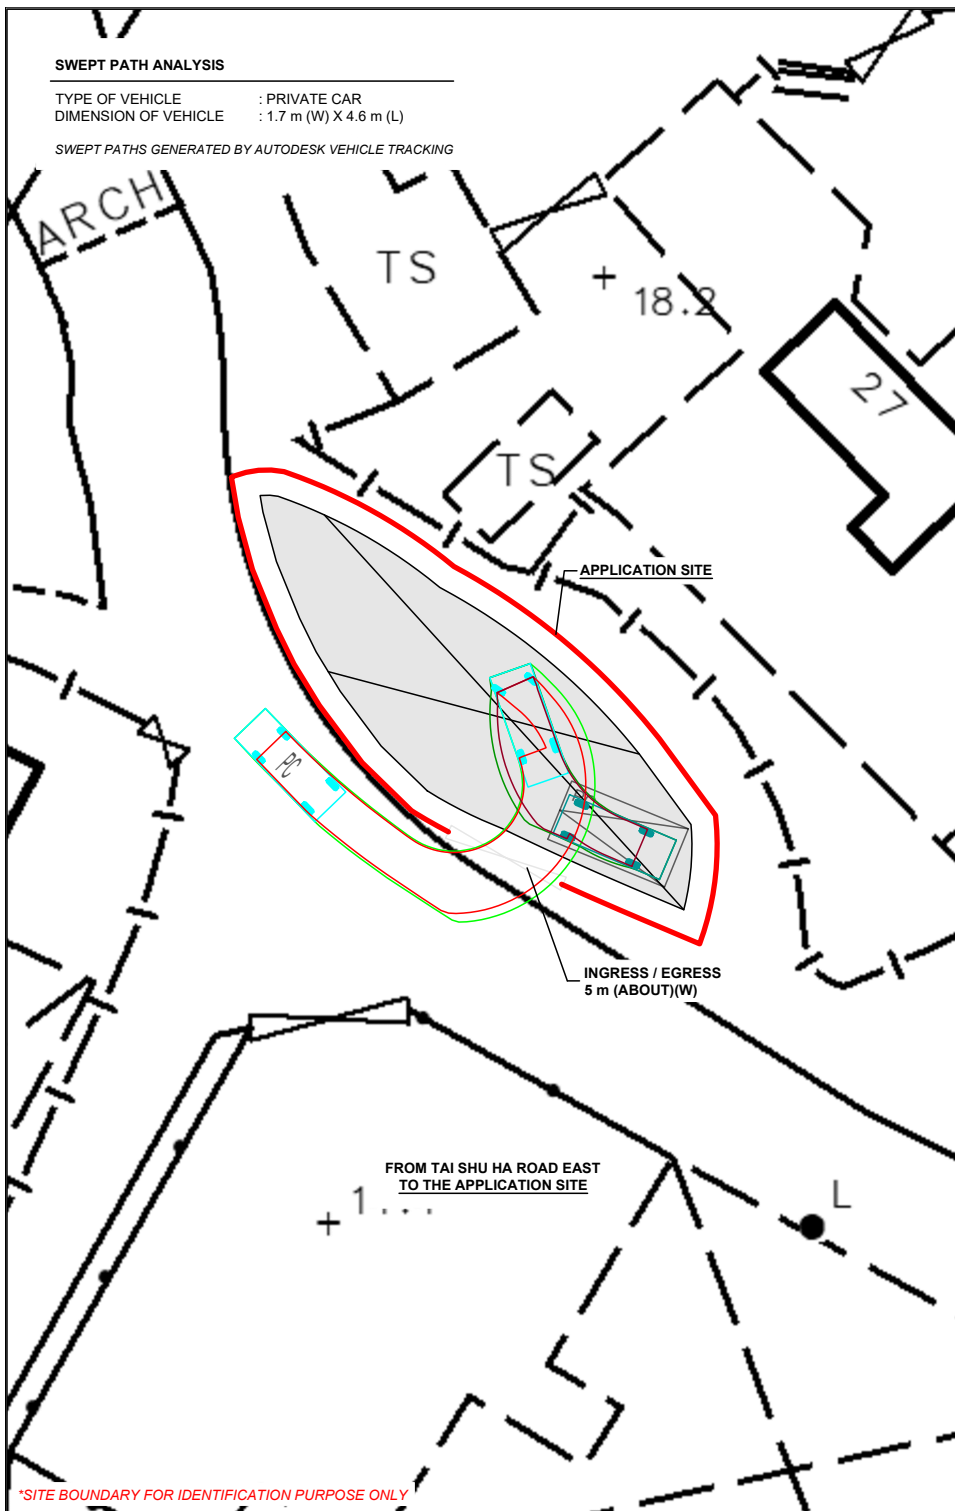 SWEPT PATH ANALYSIS
TYPE OF VEHICLE : PRIVATE CAR
DIMENSION OF VEHICLE : 1.7 m (W) X 4.6 m (L)
SWEPT PATHS GENERATED BY AUTODESK VEHICLE TRACKING
ARCH
TS
18.2
27
TS
APPLICATION SITE
PC
INGRESS / EGRESS
5 m (ABOUT)(W)
FROM TAI SHU HA ROAD EAST
TO THE APPLICATION SITE
L
*SITE BOUNDARY FOR IDENTIFICATION PURPOSE ONLY